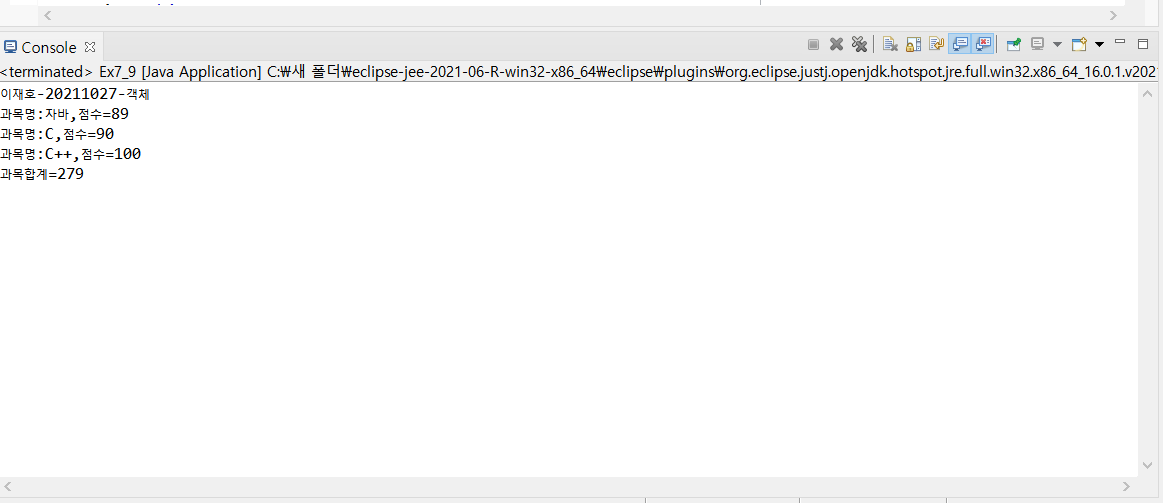 Console
<terminated> Ex7_9 [Java Application] C:₩새 폴더₩eclipse-jee-2021-06-R-win32-x86_64₩eclipse₩plugins₩org.eclipse.justj.openjdk.hotspot.jre.full.win32.x86_64_16.0.1.v202
이재호-20211027-객체
과목명:자바,점수=89
과목명:C,점수=90
과목명:C++,점수=100
과목합계=279